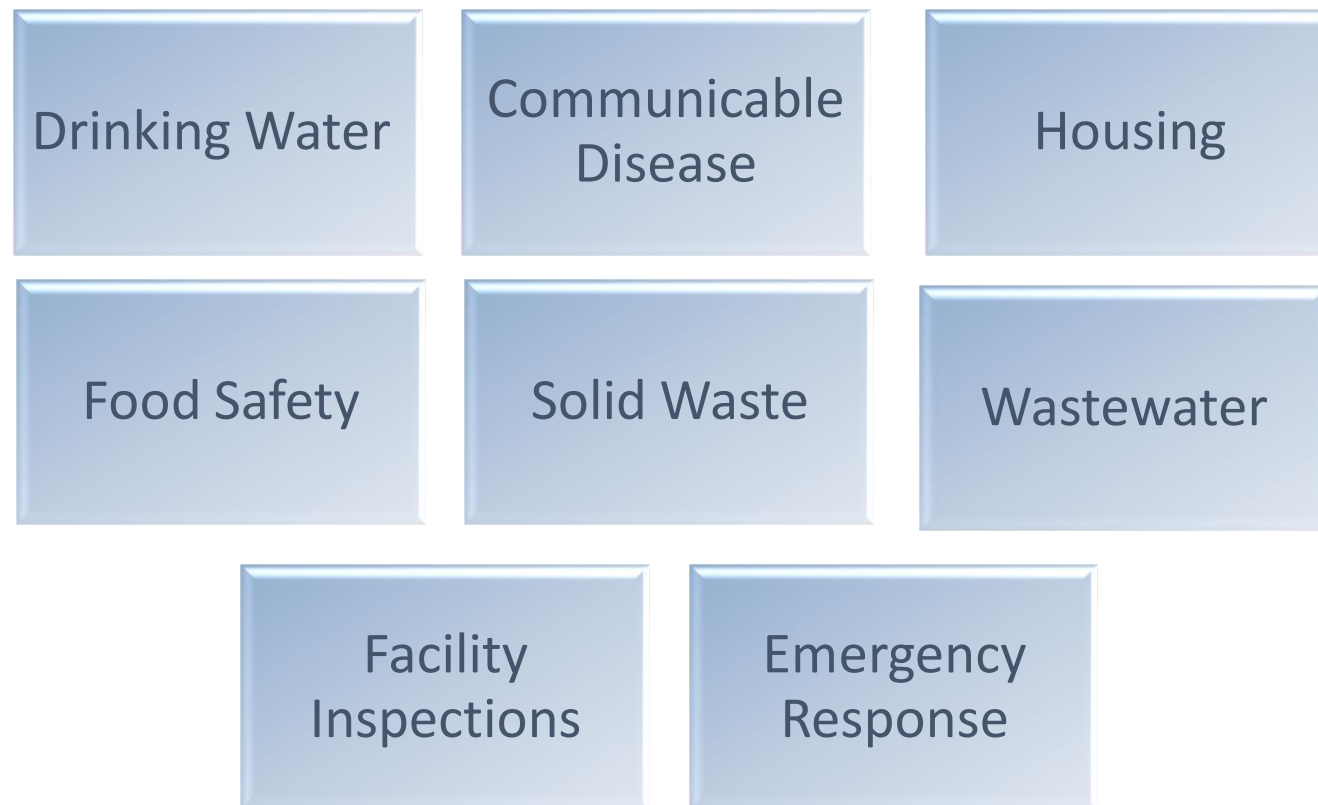 Drinking Water
Communicable
Disease
Housing
Food Safety
Solid Waste
Wastewater
Facility
Inspections
Emergency
Response